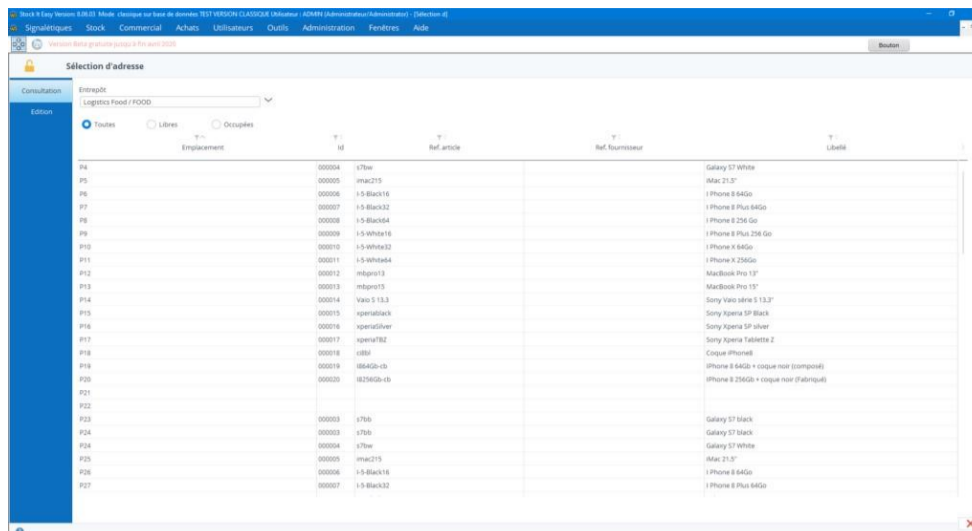 Stock It Easy Version: 8.06.03 Mode classique sur base de données TEST VERSION CLASSIQUE Utilisateur : ADMIN (Administrateur/Administrator) - [Sélection d]
Signalétiques Stock Commercial Achats Utilisateurs Outils Administration Fenêtres Aide
Version Beta gratuite jusqu'à fin avril 2025 Bouton
Sélection d'adresse
Consultation
Edition
Entrepôt
Logistics Food / FOOD
Toutes Libres Occupées
Emplacement Id Ref. article Ref. fournisseur Libellé
P4 000004 s7bw Galaxy S7 White
P5 000005 imac215 iMac 21.5"
P6 000006 I-5-Black16 I Phone 8 64Go
P7 000007 I-5-Black32 I Phone 8 Plus 64Go
P8 000008 I-5-Black64 I Phone 8 256 Go
P9 000009 I-5-White16 I Phone 8 Plus 256 Go
P10 000010 I-5-White32 I Phone X 64Go
P11 000011 I-5-White64 I Phone X 256Go
P12 000012 mbpro13 MacBook Pro 13"
P13 000013 mbpro15 MacBook Pro 15"
P14 000014 Vaio S 13,3 Sony Vaio série S 13,3"
P15 000015 xperiablack Sony Xperia SP Black
P16 000016 xperiaSilver Sony Xperia SP silver
P17 000017 xperiaTBZ Sony Xperia Tablette Z
P18 000018 Coque iPhone8
P19 000019 I864Gb-cb iPhone 8 64Gb + coque noir (composé)
P20 000020 I8256Gb-cb iPhone 8 256Gb + coque noir (Fabriqué)
P21
P22
P23 000003 s7bb Galaxy S7 black
P24 000003 s7bb Galaxy S7 black
P24 000004 s7bw Galaxy S7 White
P25 000005 imac215 iMac 21.5"
P26 000006 I-5-Black16 I Phone 8 64Go
P27 000007 I-5-Black32 I Phone 8 Plus 64Go